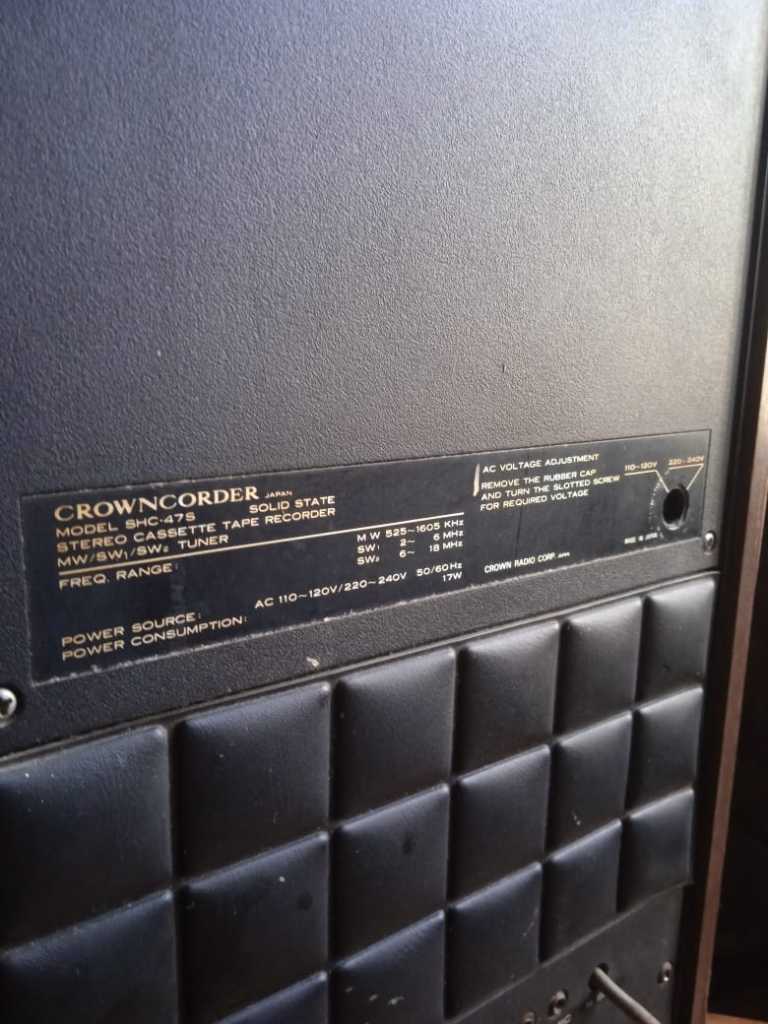 CROWNCORDER JAPAN
MODEL SHC-47S SOLID STATE
STEREO CASSETTE TAPE RECORDER
MW/SW₁/SW₂ TUNER
FREQ. RANGE: MW 525~1605 KHz
SW₁ 2~ 6 MHz
SW₂ 6~ 18 MHz
POWER SOURCE: AC 110~120V/220~240V 50/60Hz
POWER CONSUMPTION: 17W
AC VOLTAGE ADJUSTMENT
REMOVE THE RUBBER CAP
AND TURN THE SLOTTED SCREW
FOR REQUIRED VOLTAGE
110~120V 220~240V
MADE IN JAPAN
CROWN RADIO CORP. JAPAN